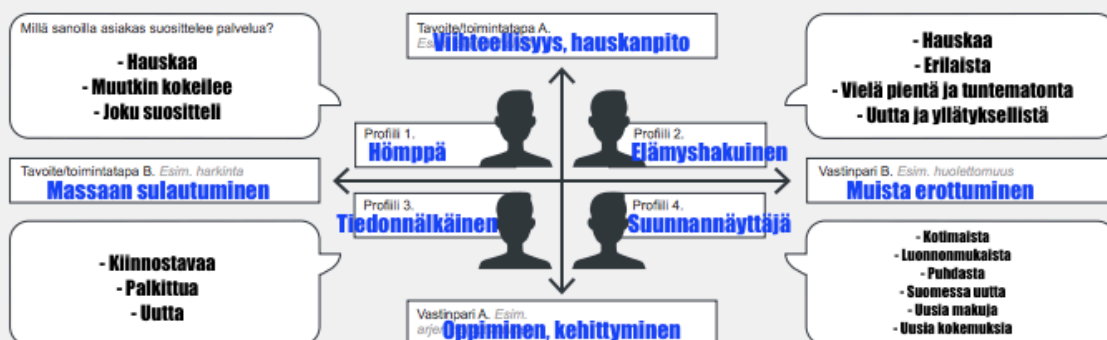 Millä sanoilla asiakas suosittelee palvelua?
- Hauskaa
- Muutkin kokeilee
- Joku suositteli
Tavoite/toimintatapa A.
Viihteellisyys, hauskanpito
- Hauskaa
- Erilaista
- Vielä pientä ja tuntematonta
- Uutta ja yllätyksellistä
Profiili 1.
Hömppä
Profiili 2.
Elämyshakuinen
Tavoite/toimintatapa B. Esim. harkinta
Massaan sulautuminen
Vastinpari B. Esim. huolettomuus
Muista erottuminen
Profiili 3.
Tiedonnälkäinen
Profiili 4.
Suunnannäyttäjä
- Kiinnostavaa
- Palkittua
- Uutta
Vastinpari A. Esim.
Oppiminen, kehittyminen
- Kotimaista
- Luonnonmukaista
- Puhdasta
- Suomessa uutta
- Uusia makuja
- Uusia kokemuksia